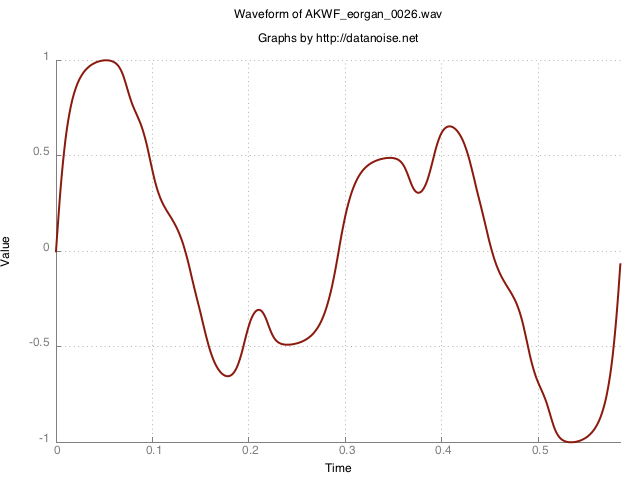 Waveform of AKWF_eorgan_0026.wav
Graphs by http://datanoise.net
1
0.5
0
-0.5
-1
Value
0 0.1 0.2 0.3 0.4 0.5
Time